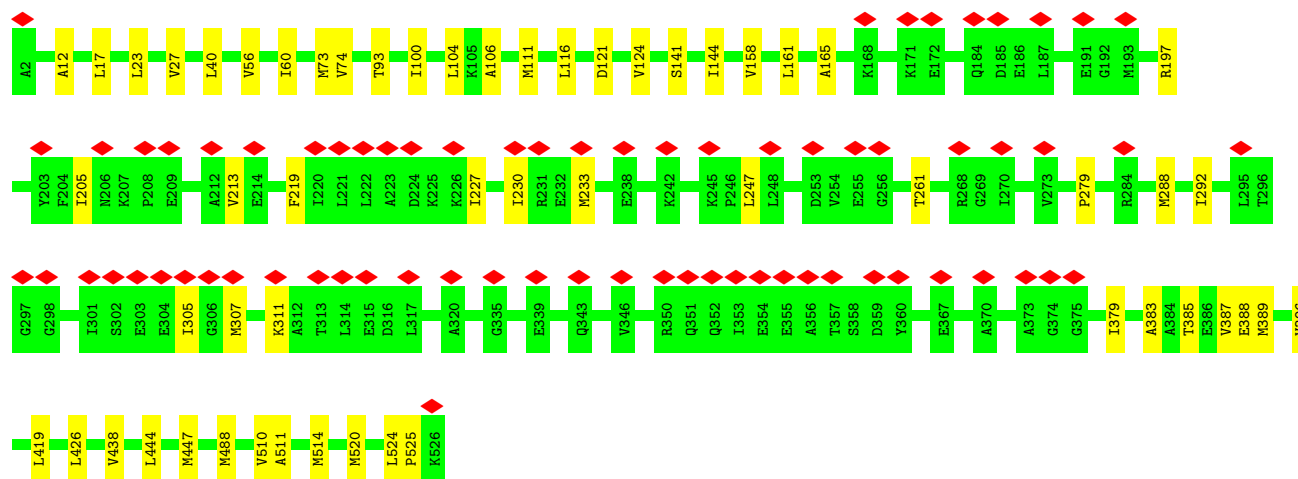 A2 A12 L17 L23 V27 L40 V56 I60 M73 V74 T93 I100 L104 K105 A106 M111 L116 D121 V124 S141 I144 V158 L161 A165 K168 K171 E172 Q184 D185 E186 L187 E191 G192 M193 R197
Y203 F204 I205 N206 K207 P208 E209 A212 V213 E214 F219 I220 L221 L222 A223 D224 K225 K226 I227 I230 R231 E232 M233 E238 K242 K245 P246 L247 L248 D253 V254 E255 G256 T261 R268 G269 I270 V273 P279 R284 M288 I292 L295 T296
G297 G298 I301 S302 E303 E304 I305 G306 M307 K311 A312 T313 L314 E315 D316 L317 A320 G335 E339 Q343 V346 R350 Q351 Q352 I353 E354 E355 A356 T357 S358 D359 Y360 E367 A370 A373 G374 G375 I379 A383 A384 T385 E386 V387 E388 M389
L419 L426 V438 L444 M447 M488 V510 A511 M514 M520 L524 P525 K526